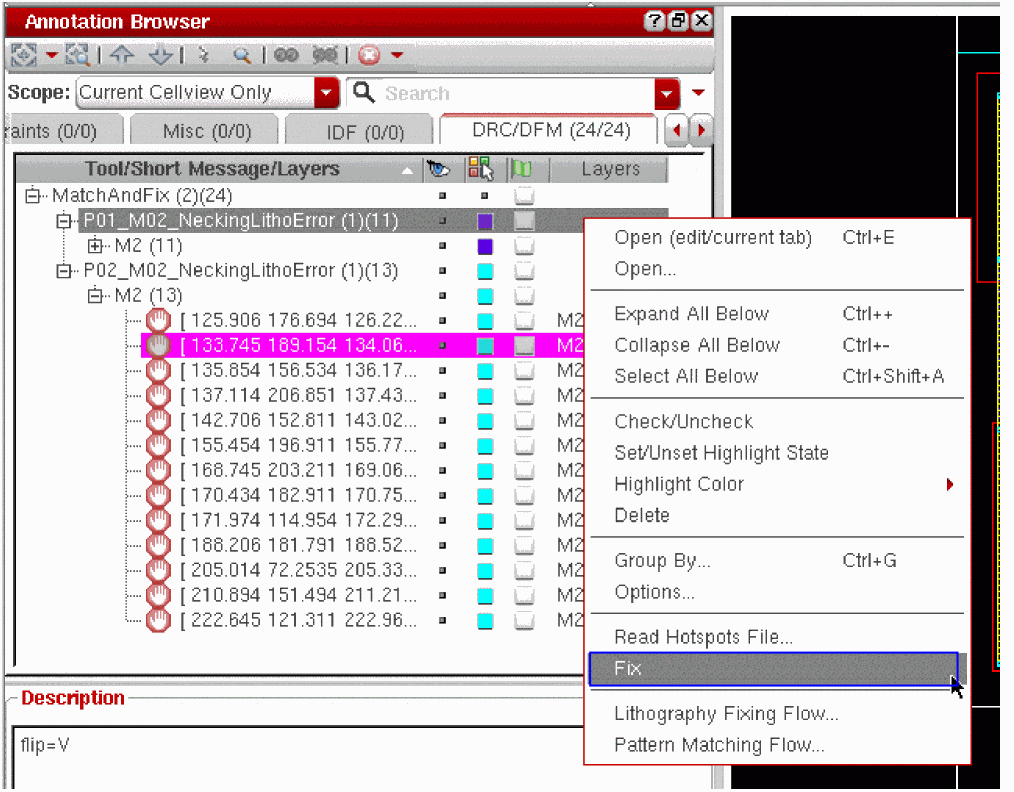 Annotation Browser
Scope: Current Cellview Only Search
raints (0/0) Misc (0/0) IDF (0/0) DRC/DFM (24/24)
Tool/Short Message/Layers Layers
MatchAndFix (2)(24)
P01_M02_NeckingLithoError (1)(11)
M2 (11)
P02_M02_NeckingLithoError (1)(13)
M2 (13)
[ 125.906 176.694 126.22... M2
[ 133.745 189.154 134.06... M2
[ 135.854 156.534 136.17... M2
[ 137.114 206.851 137.43... M2
[ 142.706 152.811 143.02... M2
[ 155.454 196.911 155.77... M2
[ 168.745 203.211 169.06... M2
[ 170.434 182.911 170.75... M2
[ 171.974 114.954 172.29... M2
[ 188.206 181.791 188.52... M2
[ 205.014 72.2535 205.33... M2
[ 210.894 151.494 211.21... M2
[ 222.645 121.311 222.96... M2
Open (edit/current tab) Ctrl+E
Open...
Expand All Below Ctrl++
Collapse All Below Ctrl+-
Select All Below Ctrl+Shift+A
Check/Uncheck
Set/Unset Highlight State
Highlight Color
Delete
Group By... Ctrl+G
Options...
Read Hotspots File...
Fix
Lithography Fixing Flow...
Pattern Matching Flow...
Description
flip=V